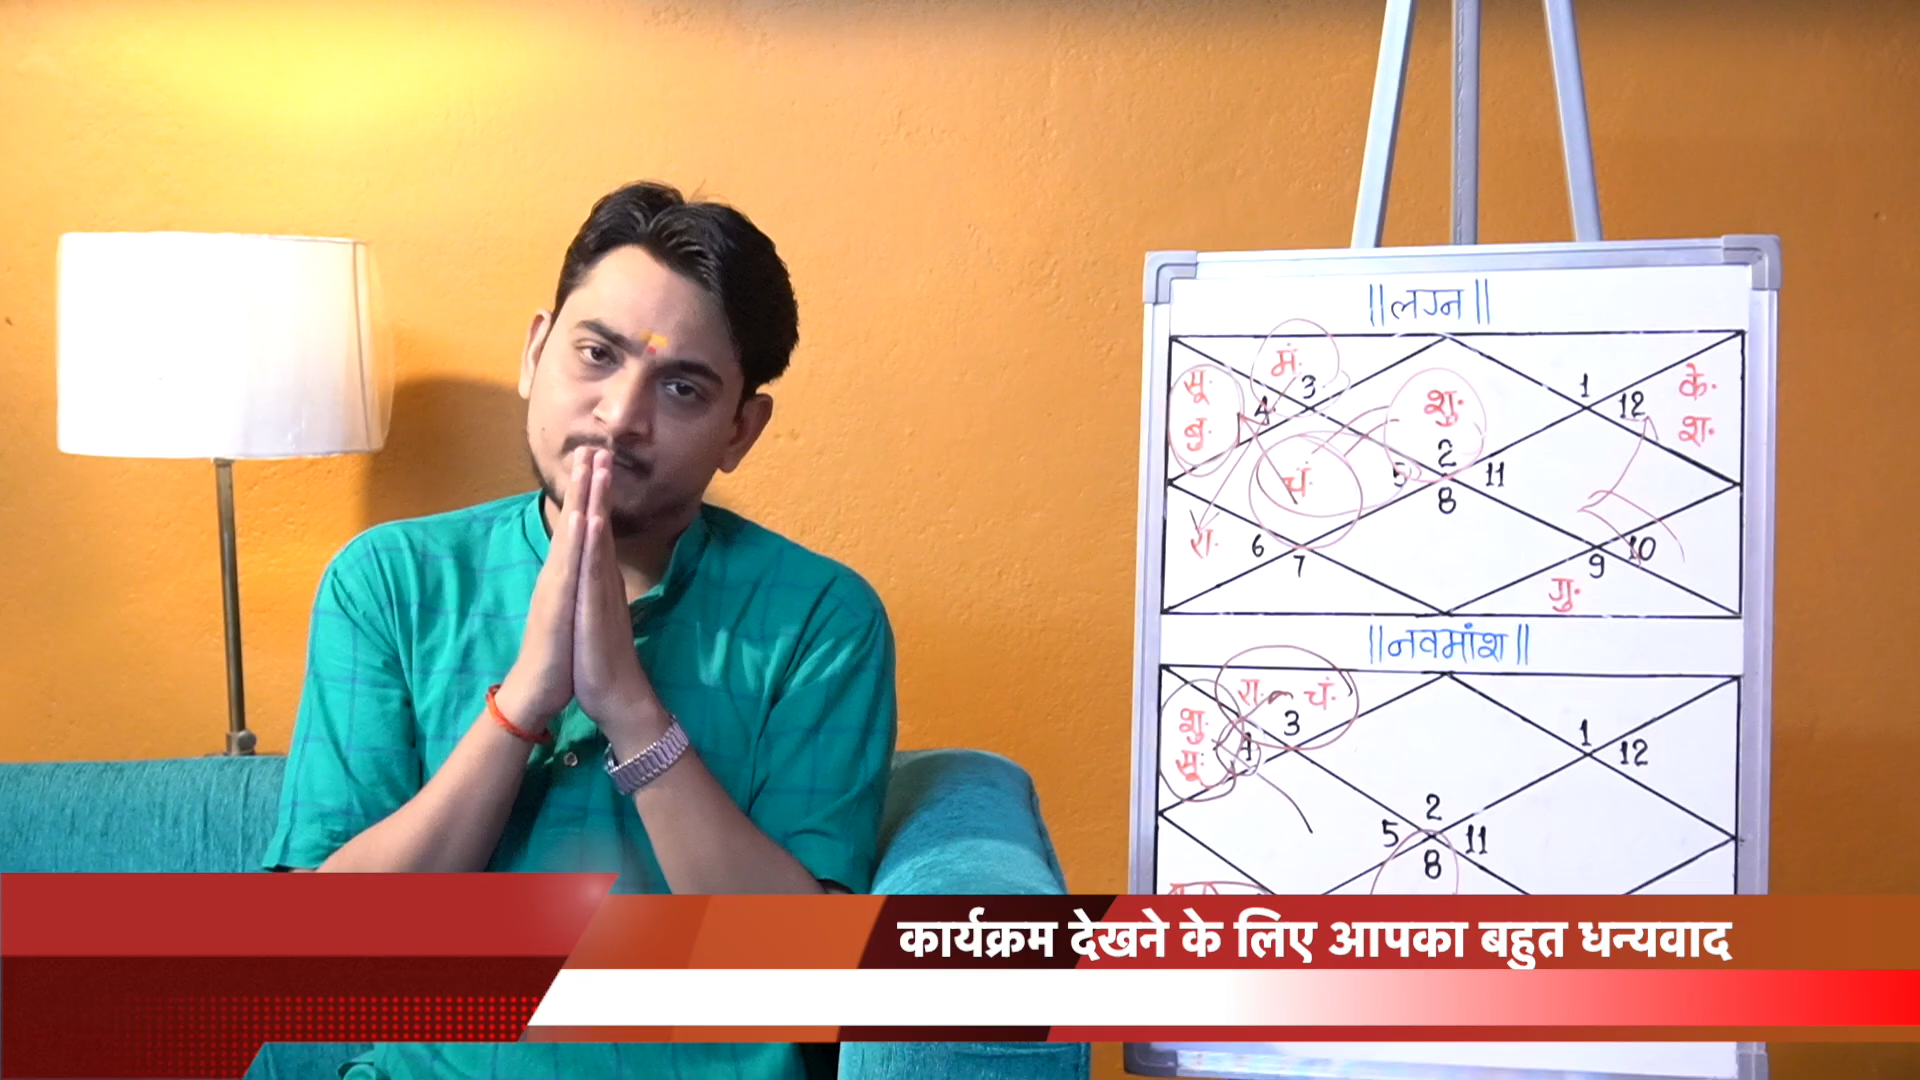 ||लग्न||
मं.
सू.
3
1
के.
4
शु.
12
बु.
श.
2
चं.
5
11
8
रा.
6
10
7
9
गु.
||नवमांश||
रा. चं.
शु.
3
1
सू.
4
12
2
5
11
8
कार्यक्रम देखने के लिए आपका बहुत धन्यवाद